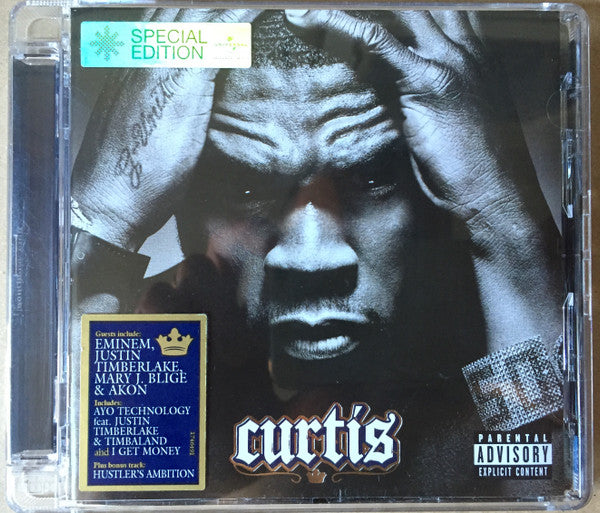 SPECIAL
EDITION
G-Unit
Guests include:
EMINEM,
JUSTIN
TIMBERLAKE,
MARY J. BLIGE
& AKON
Includes:
AYO TECHNOLOGY
feat. JUSTIN
TIMBERLAKE
& TIMBALAND
and I GET MONEY
Plus bonus track:
HUSTLER'S AMBITION
curtis
50
PARENTAL
ADVISORY
EXPLICIT CONTENT